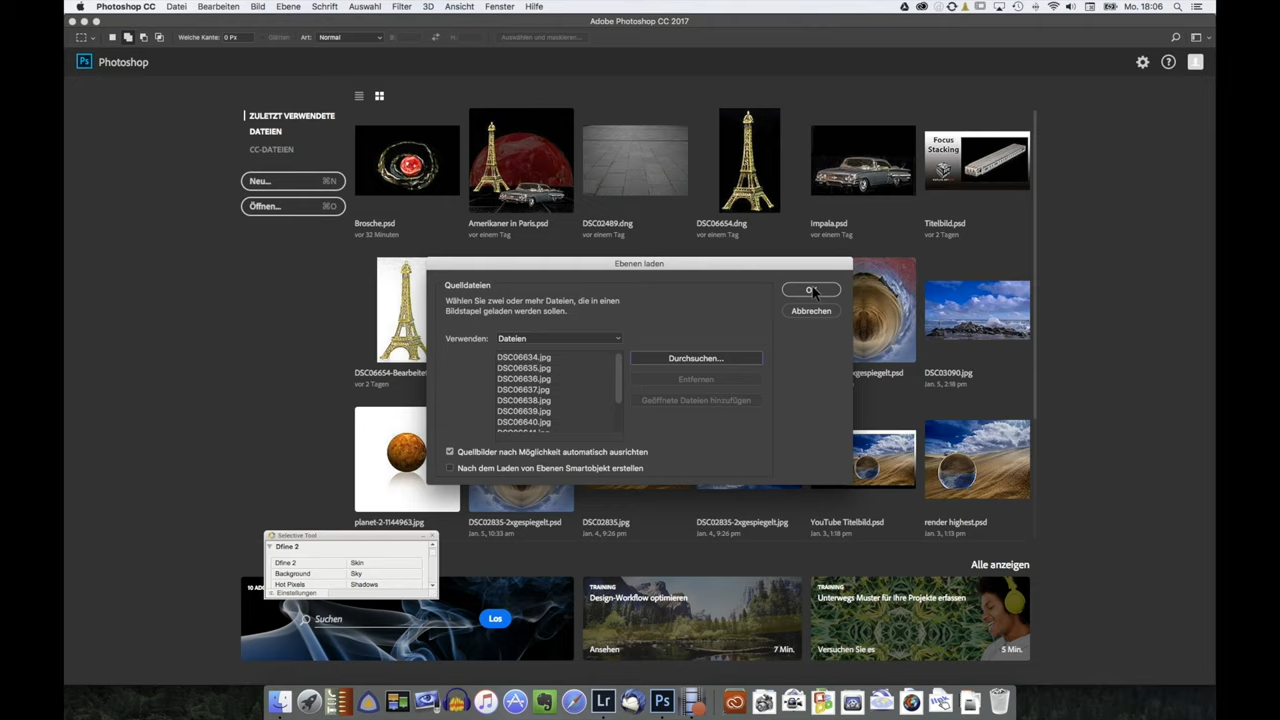 Photoshop CC Datei Bearbeiten Bild Ebene Schrift Auswahl Filter 3D Ansicht Fenster Hilfe Mo. 18:06
Adobe Photoshop CC 2017
Welche Kante: 0 Px Glätten Art: Normal Auswählen und maskieren...
Ps Photoshop
ZULETZT VERWENDETE
DATEIEN
CC-DATEIEN
Neu... ⌘N
Öffnen... ⌘O
Focus
Stacking
Brosche.psd
vor 32 Minuten
Amerikaner in Paris.psd
vor einem Tag
DSC02489.dng
vor einem Tag
DSC06654.dng
vor einem Tag
Impala.psd
vor einem Tag
Titelbild.psd
vor 2 Tagen
Ebenen laden
Quelldateien
Wählen Sie zwei oder mehr Dateien, die in einen
Bildstapel geladen werden sollen.
Verwenden: Dateien
DSC06634.jpg
DSC06635.jpg
DSC06636.jpg
DSC06637.jpg
DSC06638.jpg
DSC06639.jpg
DSC06640.jpg
Durchsuchen...
Entfernen
Geöffnete Dateien hinzufügen
Abbrechen
Quellbilder nach Möglichkeit automatisch ausrichten
Nach dem Laden von Ebenen Smartobjekt erstellen
DSC06654-Bearbeitet
vor 2 Tagen
xgespiegelt.psd
DSC03090.jpg
Jan. 5, 2:18 pm
planet-2-1144963.jpg
DSC02835-2xgespiegelt.psd
Jan. 5, 10:33 am
DSC02835.jpg
Jan. 4, 9:26 pm
DSC02835-2xgespiegelt.jpg
Jan. 4, 9:26 pm
YouTube Titelbild.psd
Jan. 3, 1:18 pm
render highest.psd
Jan. 3, 1:13 pm
Selective Tool
Dfine 2
Dfine 2 Skin
Background Sky
Hot Pixels Shadows
Einstellungen
Alle anzeigen
Suchen Los
TRAINING
Design-Workflow optimieren
Ansehen 7 Min.
TRAINING
Unterwegs Muster für Ihre Projekte erfassen
Versuchen Sie es 5 Min.
Lr Ps